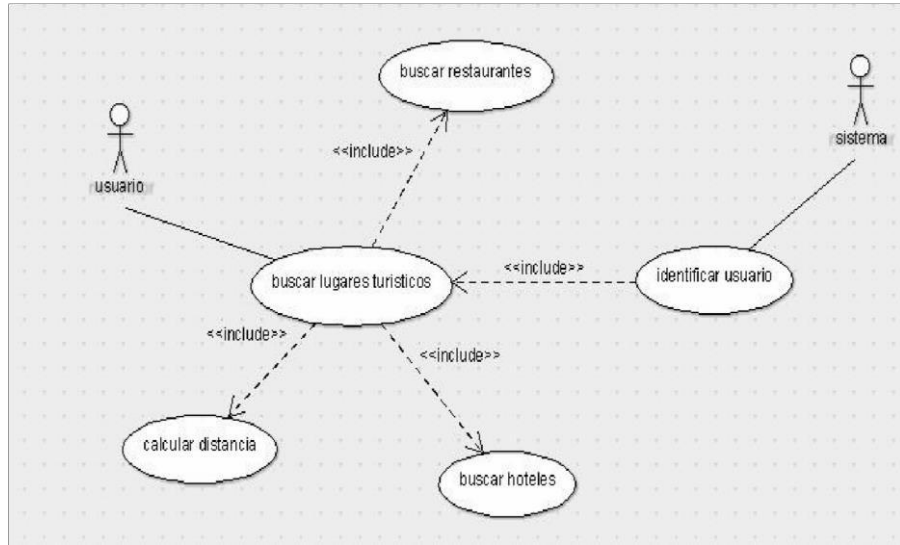 buscar restaurantes
sistema
<<include>>
usuario
<<include>>
identificar usuario
buscar lugares turisticos
<<include>>
<<include>>
calcular distancia
buscar hoteles